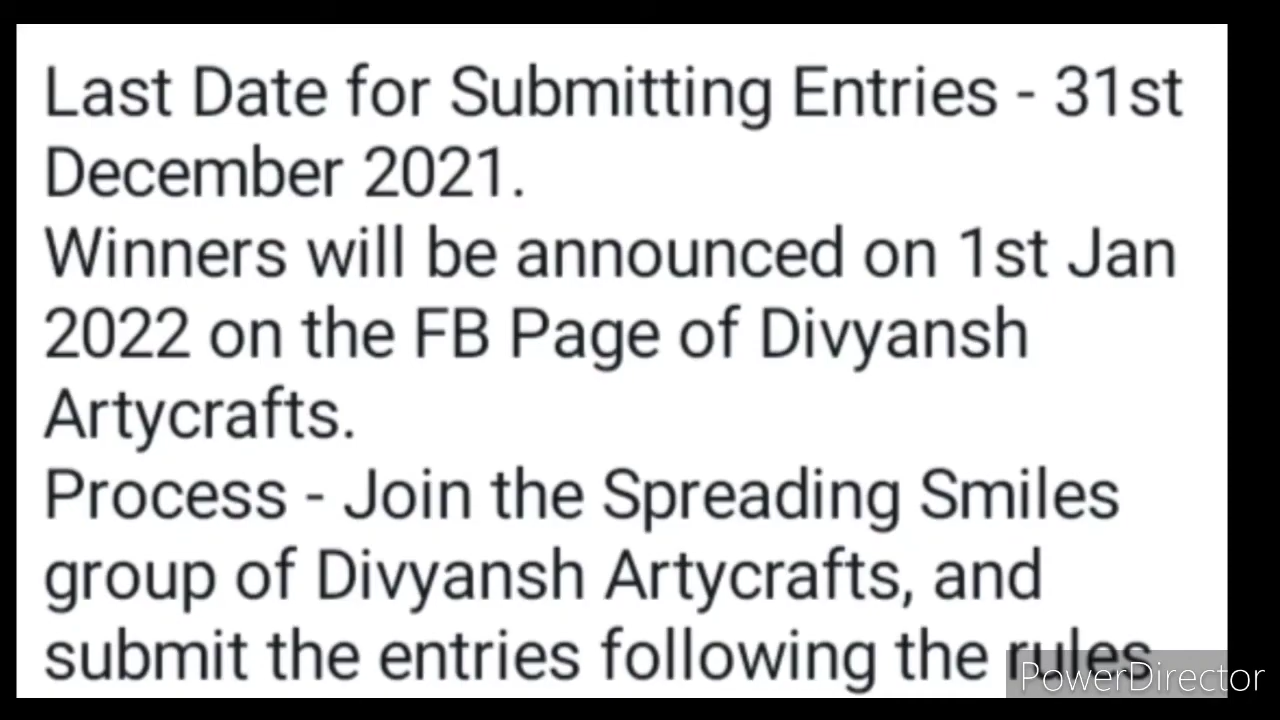 Last Date for Submitting Entries - 31st
December 2021.
Winners will be announced on 1st Jan
2022 on the FB Page of Divyansh
Artycrafts.
Process - Join the Spreading Smiles
group of Divyansh Artycrafts, and
submit the entries following the rules
PowerDirector